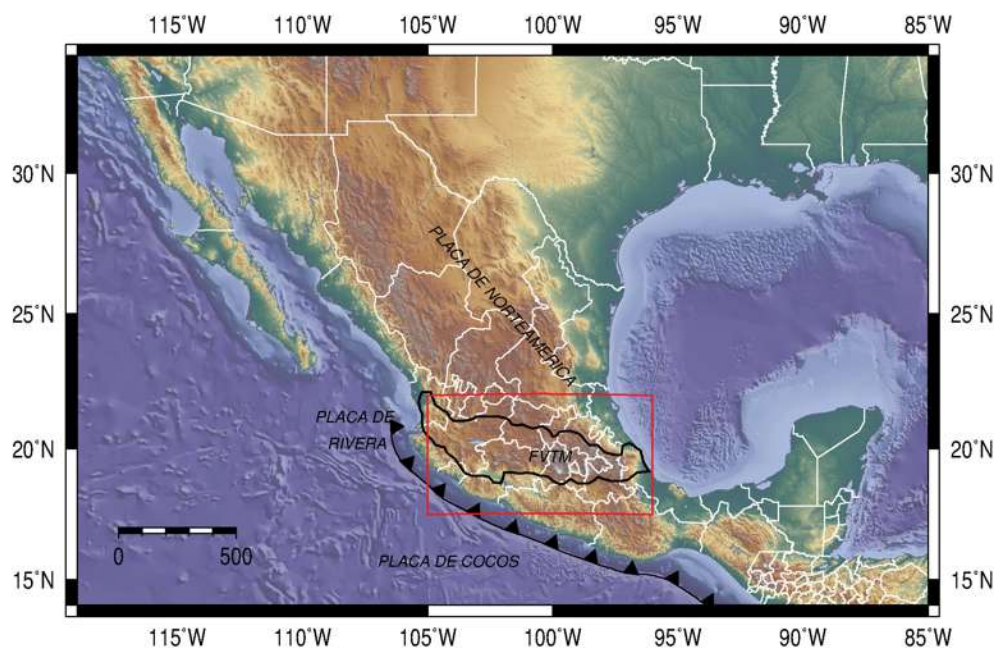 115˚W 110˚W 105˚W 100˚W 95˚W 90˚W 85˚W
30˚N 30˚N
PLACA DE NORTEAMERICA
25˚N 25˚N
PLACA DE
RIVERA
20˚N 20˚N
FVTM
0 500
PLACA DE COCOS
15˚N 15˚N
115˚W 110˚W 105˚W 100˚W 95˚W 90˚W 85˚W